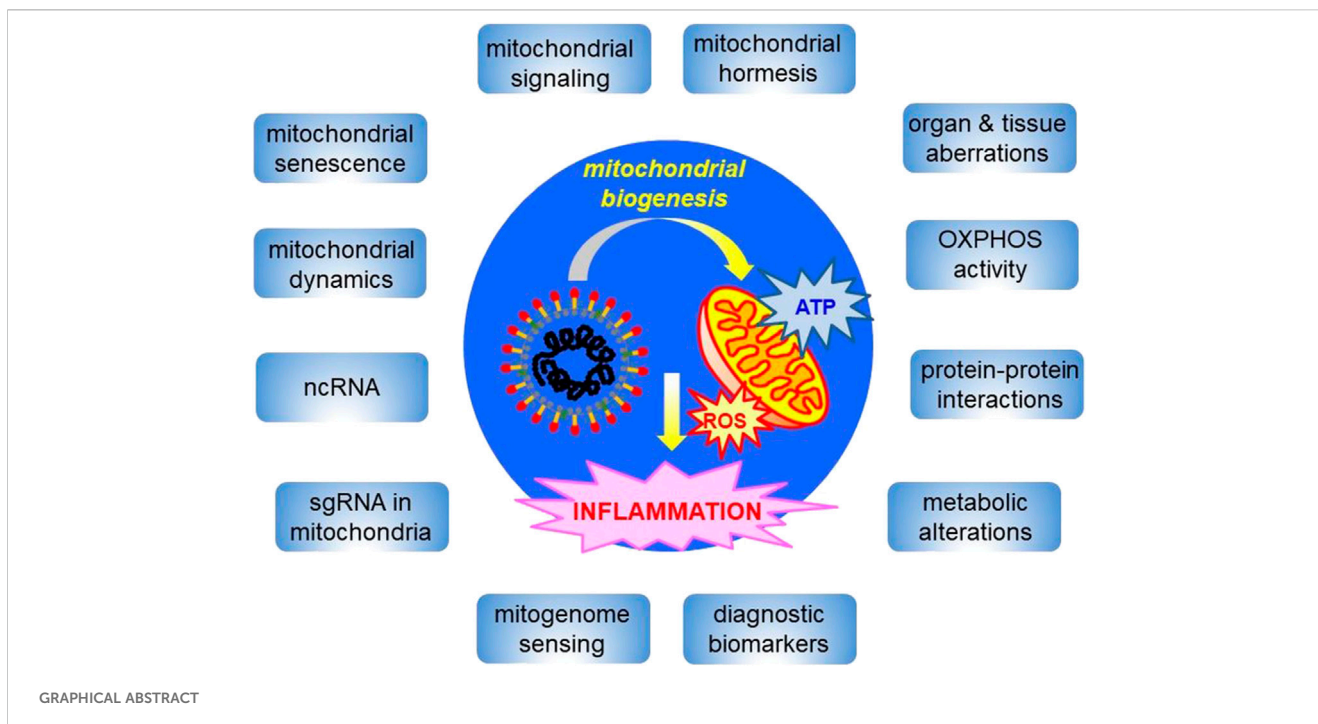 mitochondrial
signaling
mitochondrial
hormesis
mitochondrial
senescence
organ & tissue
aberrations
mitochondrial
biogenesis
mitochondrial
dynamics
OXPHOS
activity
ATP
ncRNA
protein-protein
interactions
ROS
sgRNA in
mitochondria
INFLAMMATION
metabolic
alterations
mitogenome
sensing
diagnostic
biomarkers
GRAPHICAL ABSTRACT